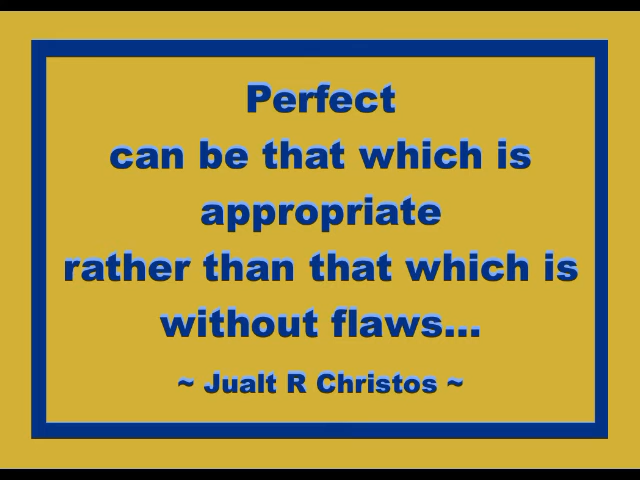 Perfect
can be that which is
appropriate
rather than that which is
without flaws...
~ Jualt R Christos ~